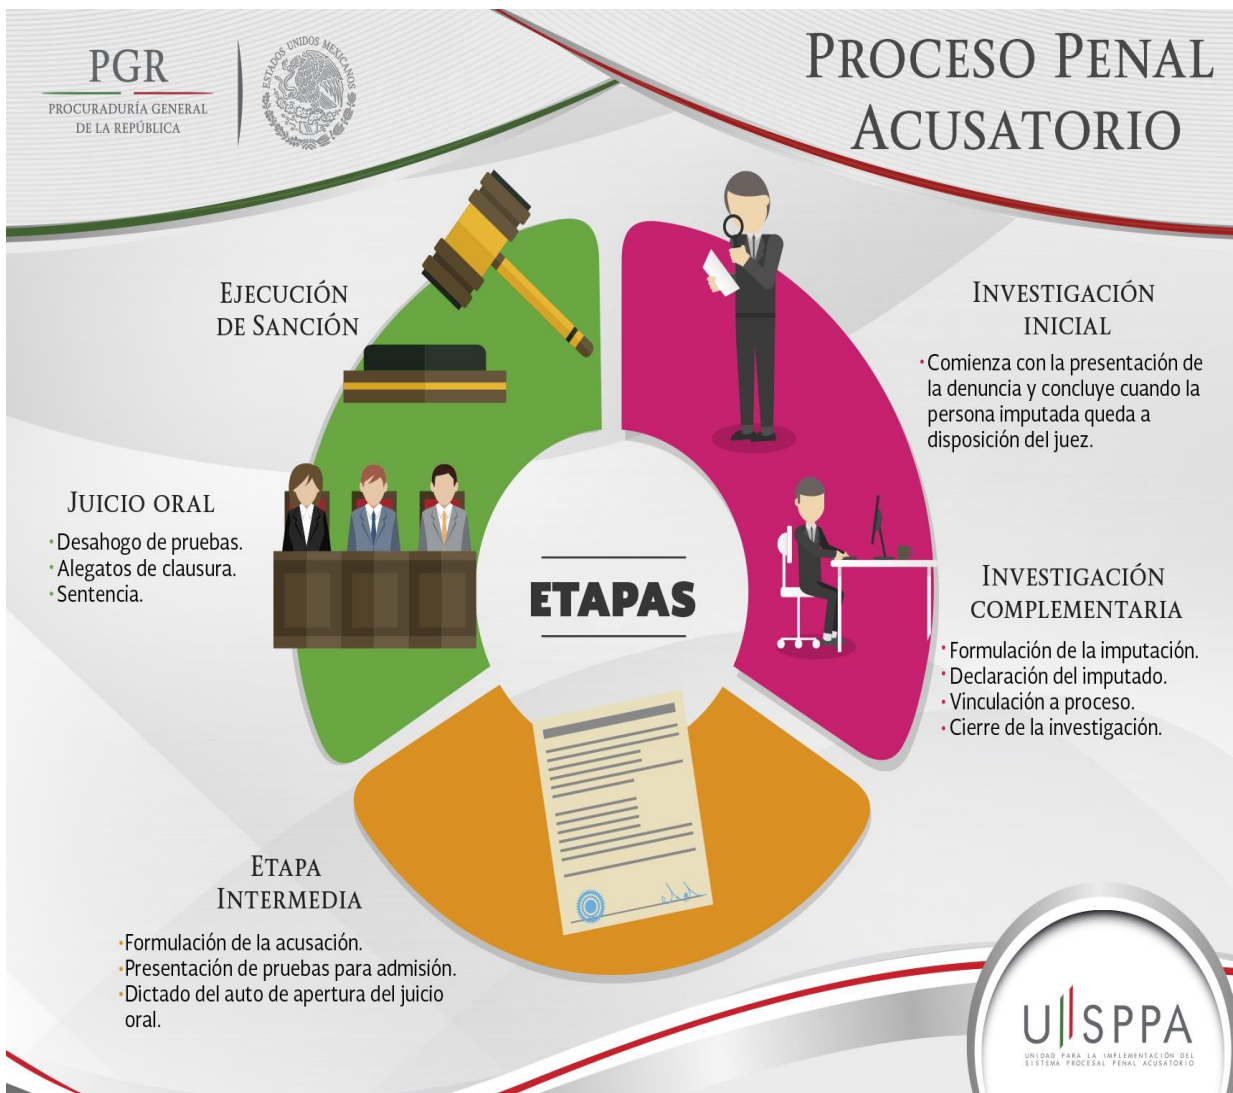 PGR
PROCURADURÍA GENERAL
DE LA REPÚBLICA
ESTADOS UNIDOS MEXICANOS
PROCESO PENAL
ACUSATORIO
EJECUCIÓN
DE SANCIÓN
INVESTIGACIÓN
INICIAL
• Comienza con la presentación de
la denuncia y concluye cuando la
persona imputada queda a
disposición del juez.
JUICIO ORAL
• Desahogo de pruebas.
• Alegatos de clausura.
• Sentencia.
ETAPAS
INVESTIGACIÓN
COMPLEMENTARIA
• Formulación de la imputación.
• Declaración del imputado.
• Vinculación a proceso.
• Cierre de la investigación.
ETAPA
INTERMEDIA
• Formulación de la acusación.
• Presentación de pruebas para admisión.
• Dictado del auto de apertura del juicio
oral.
UISPPA
UNIDAD PARA LA IMPLEMENTACIÓN DEL
SISTEMA PROCESAL PENAL ACUSATORIO